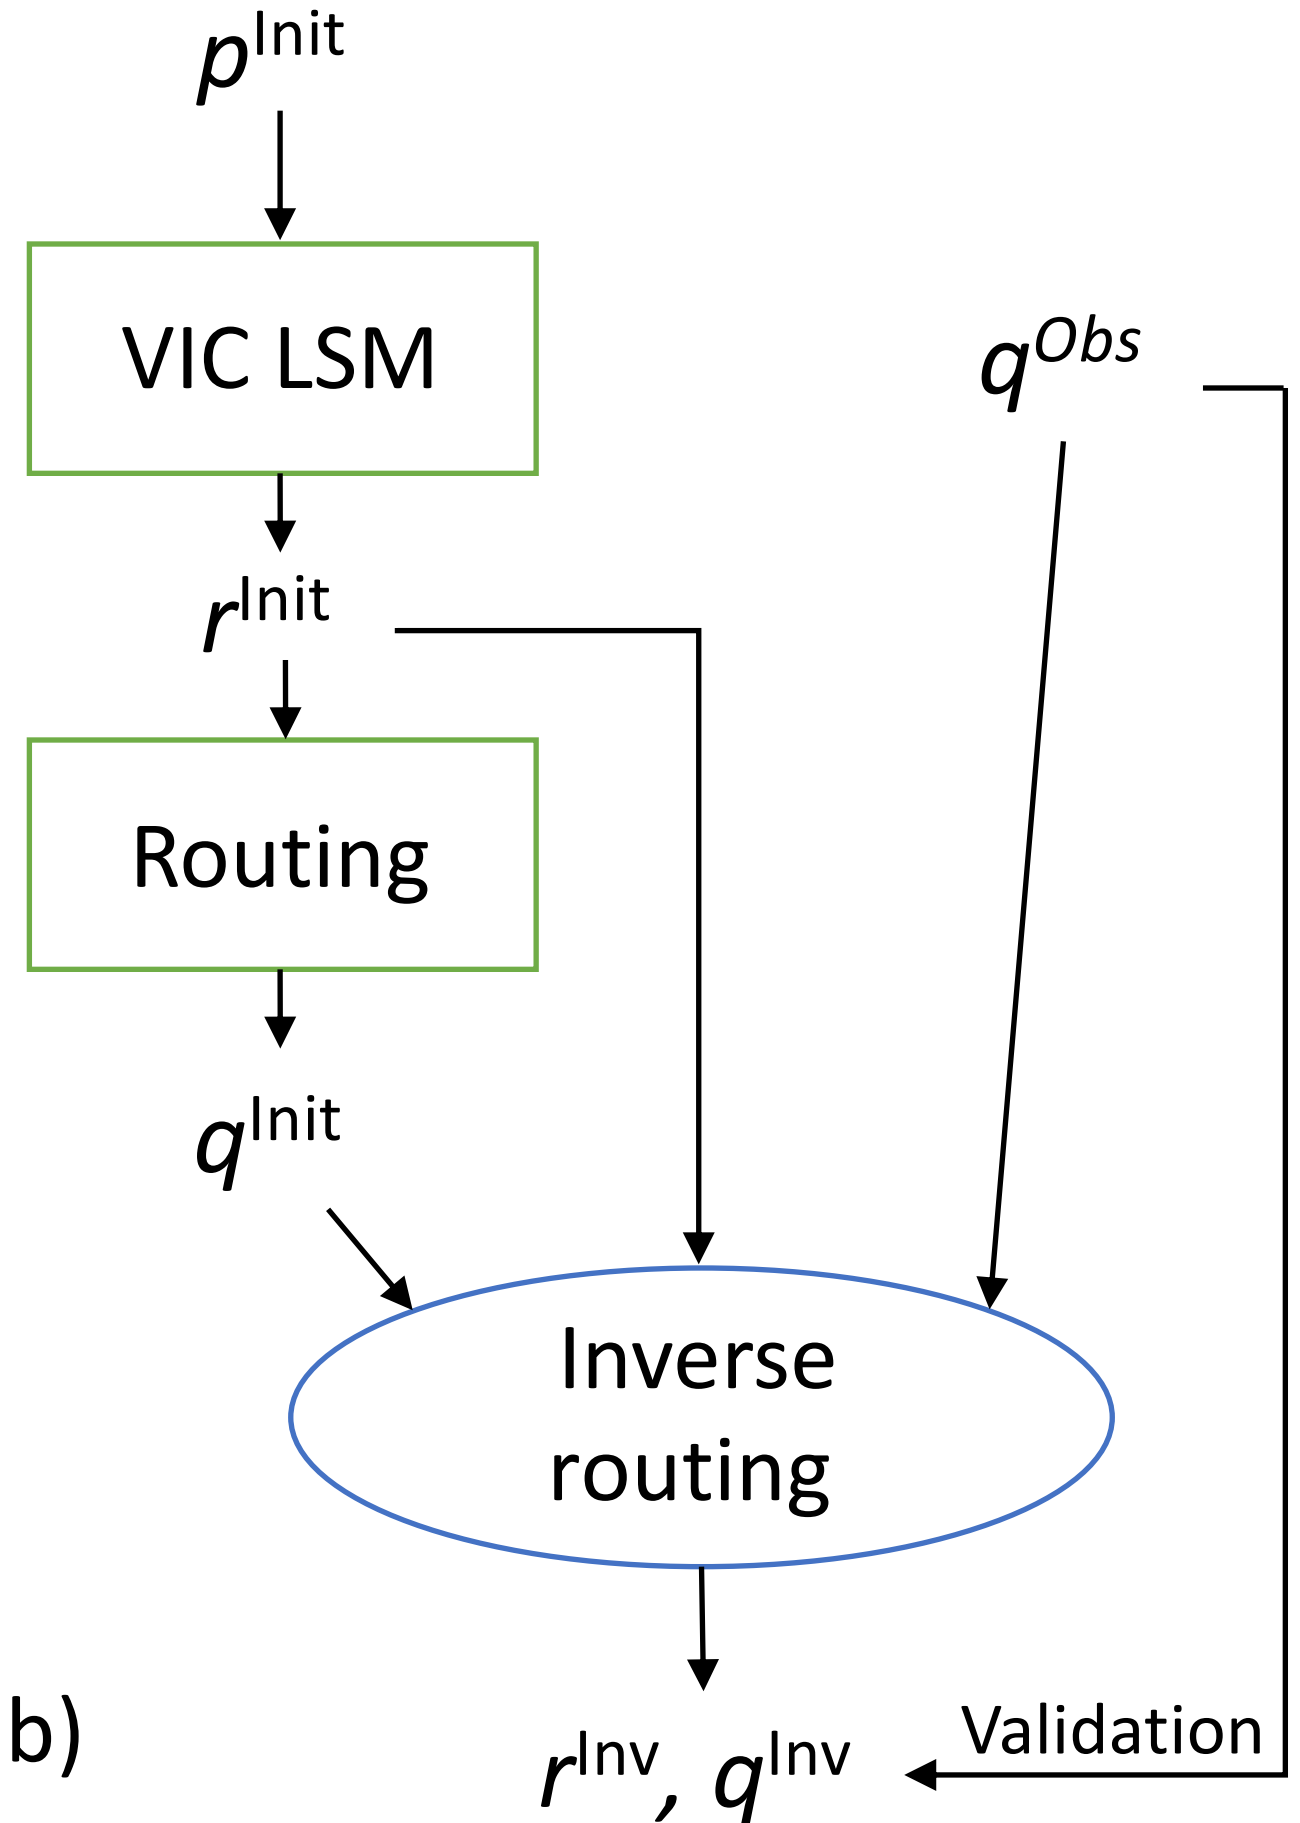 p^Init
VIC LSM
q^Obs
r^Init
Routing
q^Init
Inverse
routing
b)
Validation
r^Inv, q^Inv